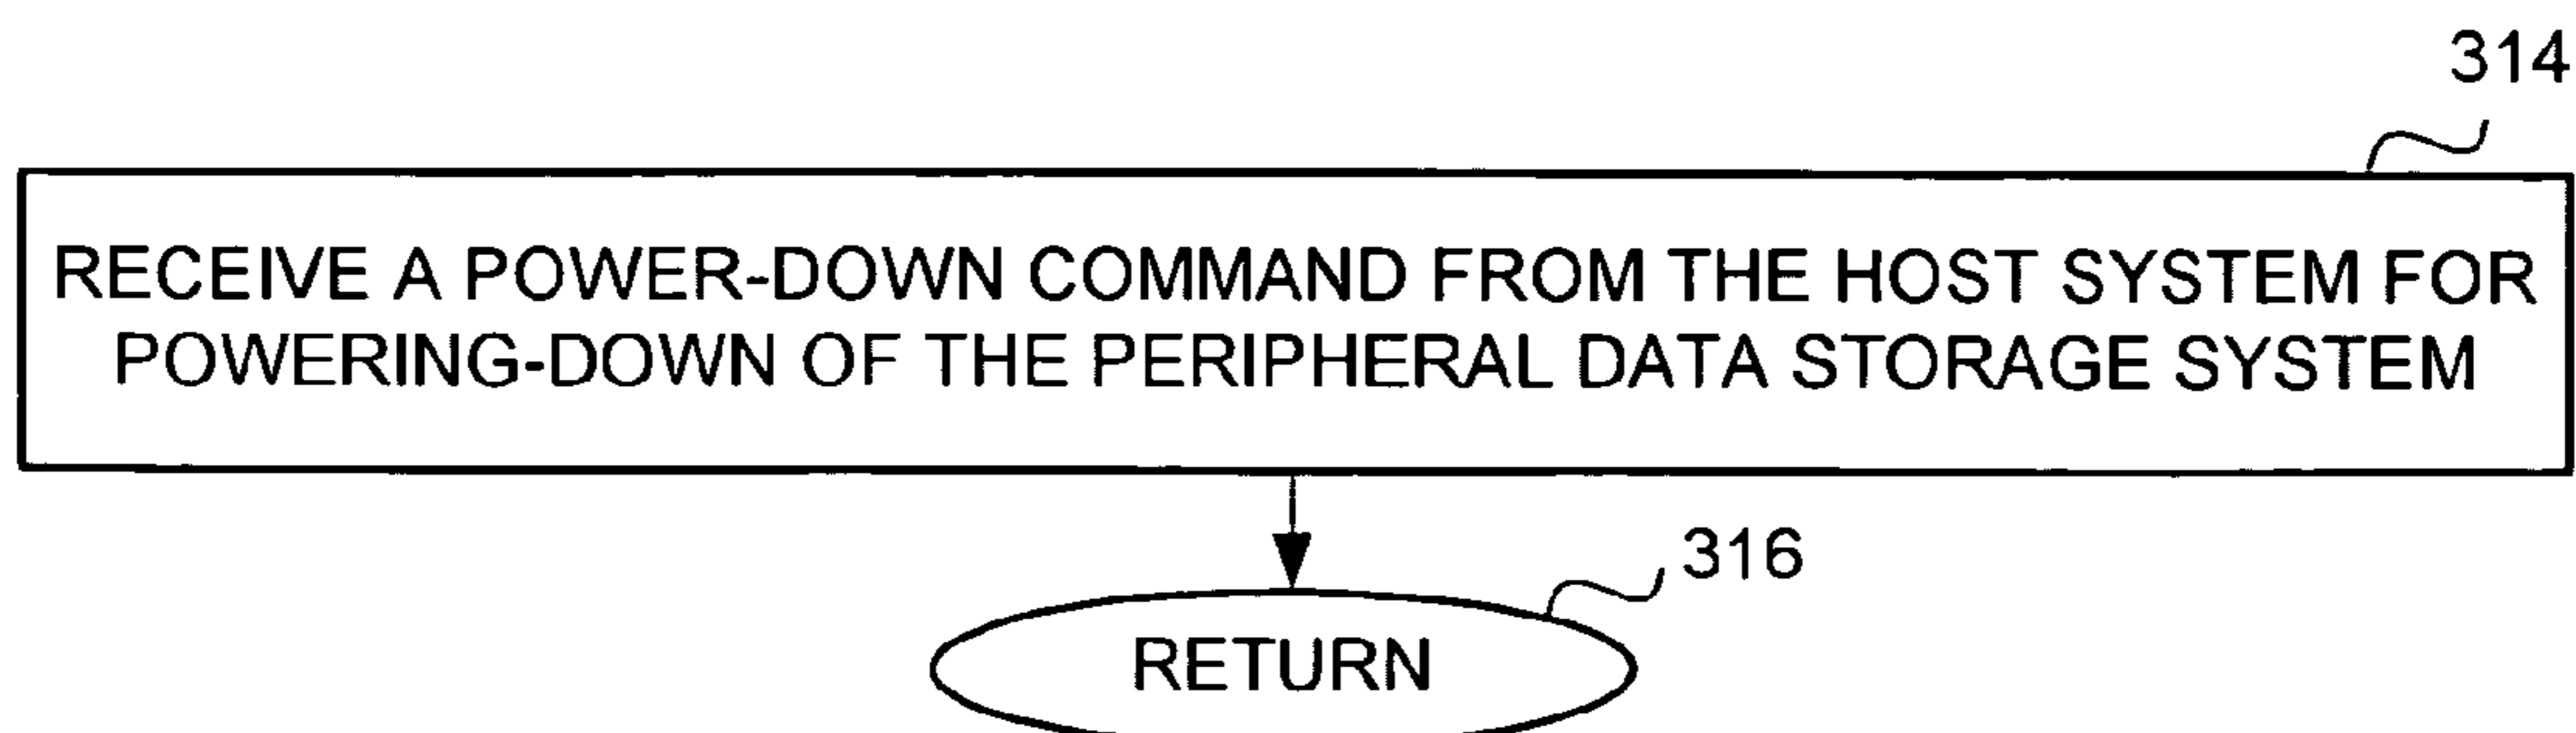 314
RECEIVE A POWER-DOWN COMMAND FROM THE HOST SYSTEM FOR
POWERING-DOWN OF THE PERIPHERAL DATA STORAGE SYSTEM
316
RETURN